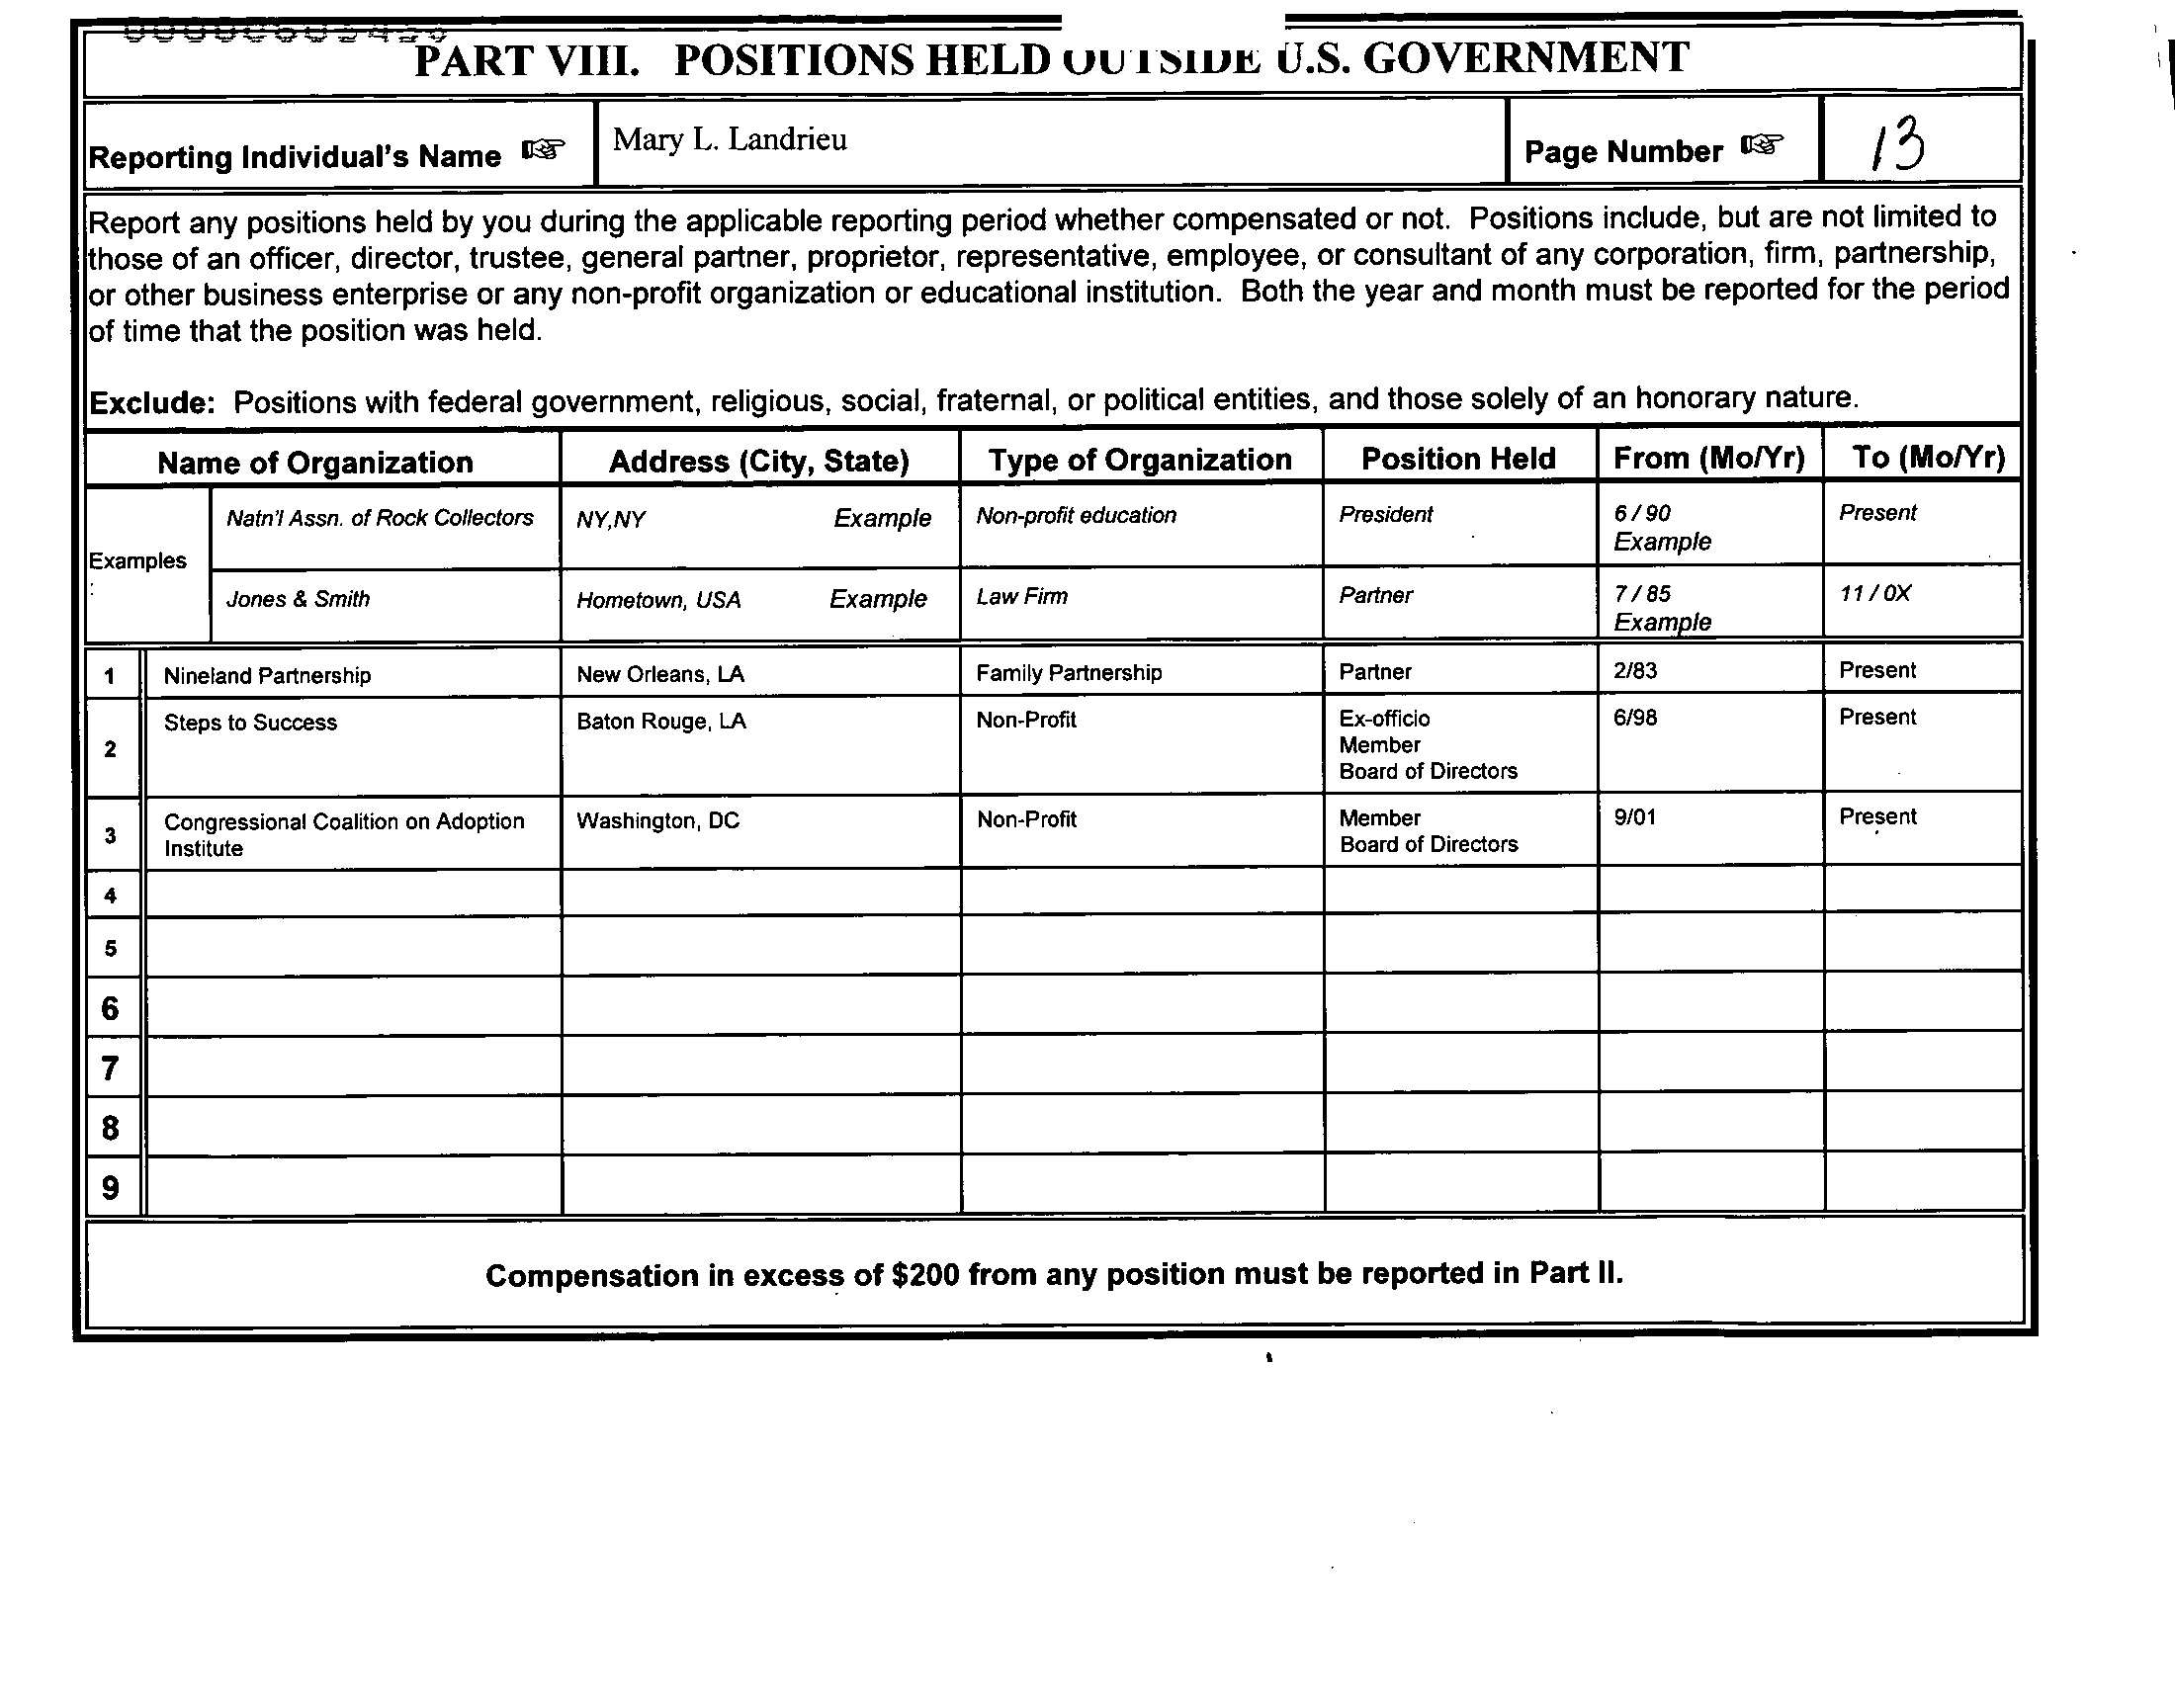 PART VIII. POSITIONS HELD OUTSIDE U.S. GOVERNMENT
Reporting Individual's Name ☞ Mary L. Landrieu Page Number ☞ 13
Report any positions held by you during the applicable reporting period whether compensated or not. Positions include, but are not limited to
those of an officer, director, trustee, general partner, proprietor, representative, employee, or consultant of any corporation, firm, partnership,
or other business enterprise or any non-profit organization or educational institution. Both the year and month must be reported for the period
of time that the position was held.
Exclude: Positions with federal government, religious, social, fraternal, or political entities, and those solely of an honorary nature.
Name of Organization Address (City, State) Type of Organization Position Held From (Mo/Yr) To (Mo/Yr)
Examples
Natn'l Assn. of Rock Collectors NY,NY Example Non-profit education President 6 / 90 Present
Example
Jones & Smith Hometown, USA Example Law Firm Partner 7 / 85 11 / 0X
Example
1 Nineland Partnership New Orleans, LA Family Partnership Partner 2/83 Present
2 Steps to Success Baton Rouge, LA Non-Profit Ex-officio 6/98 Present
Member
Board of Directors
3 Congressional Coalition on Adoption Washington, DC Non-Profit Member 9/01 Present
Institute Board of Directors
4
5
6
7
8
9
Compensation in excess of $200 from any position must be reported in Part II.